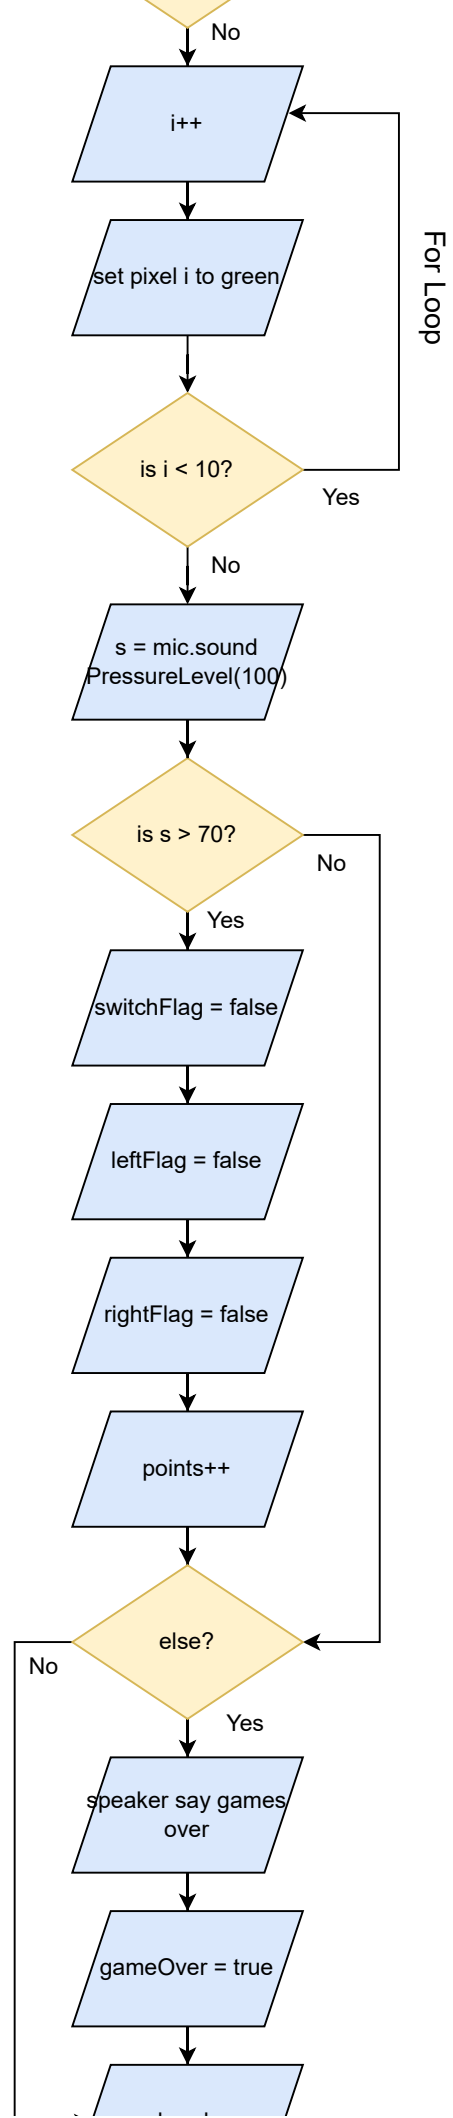 No
i++
set pixel i to green
For Loop
is i < 10?
Yes
No
s = mic.sound
PressureLevel(100)
is s > 70?
No
Yes
switchFlag = false
leftFlag = false
rightFlag = false
points++
else?
No
Yes
speaker say games
over
gameOver = true